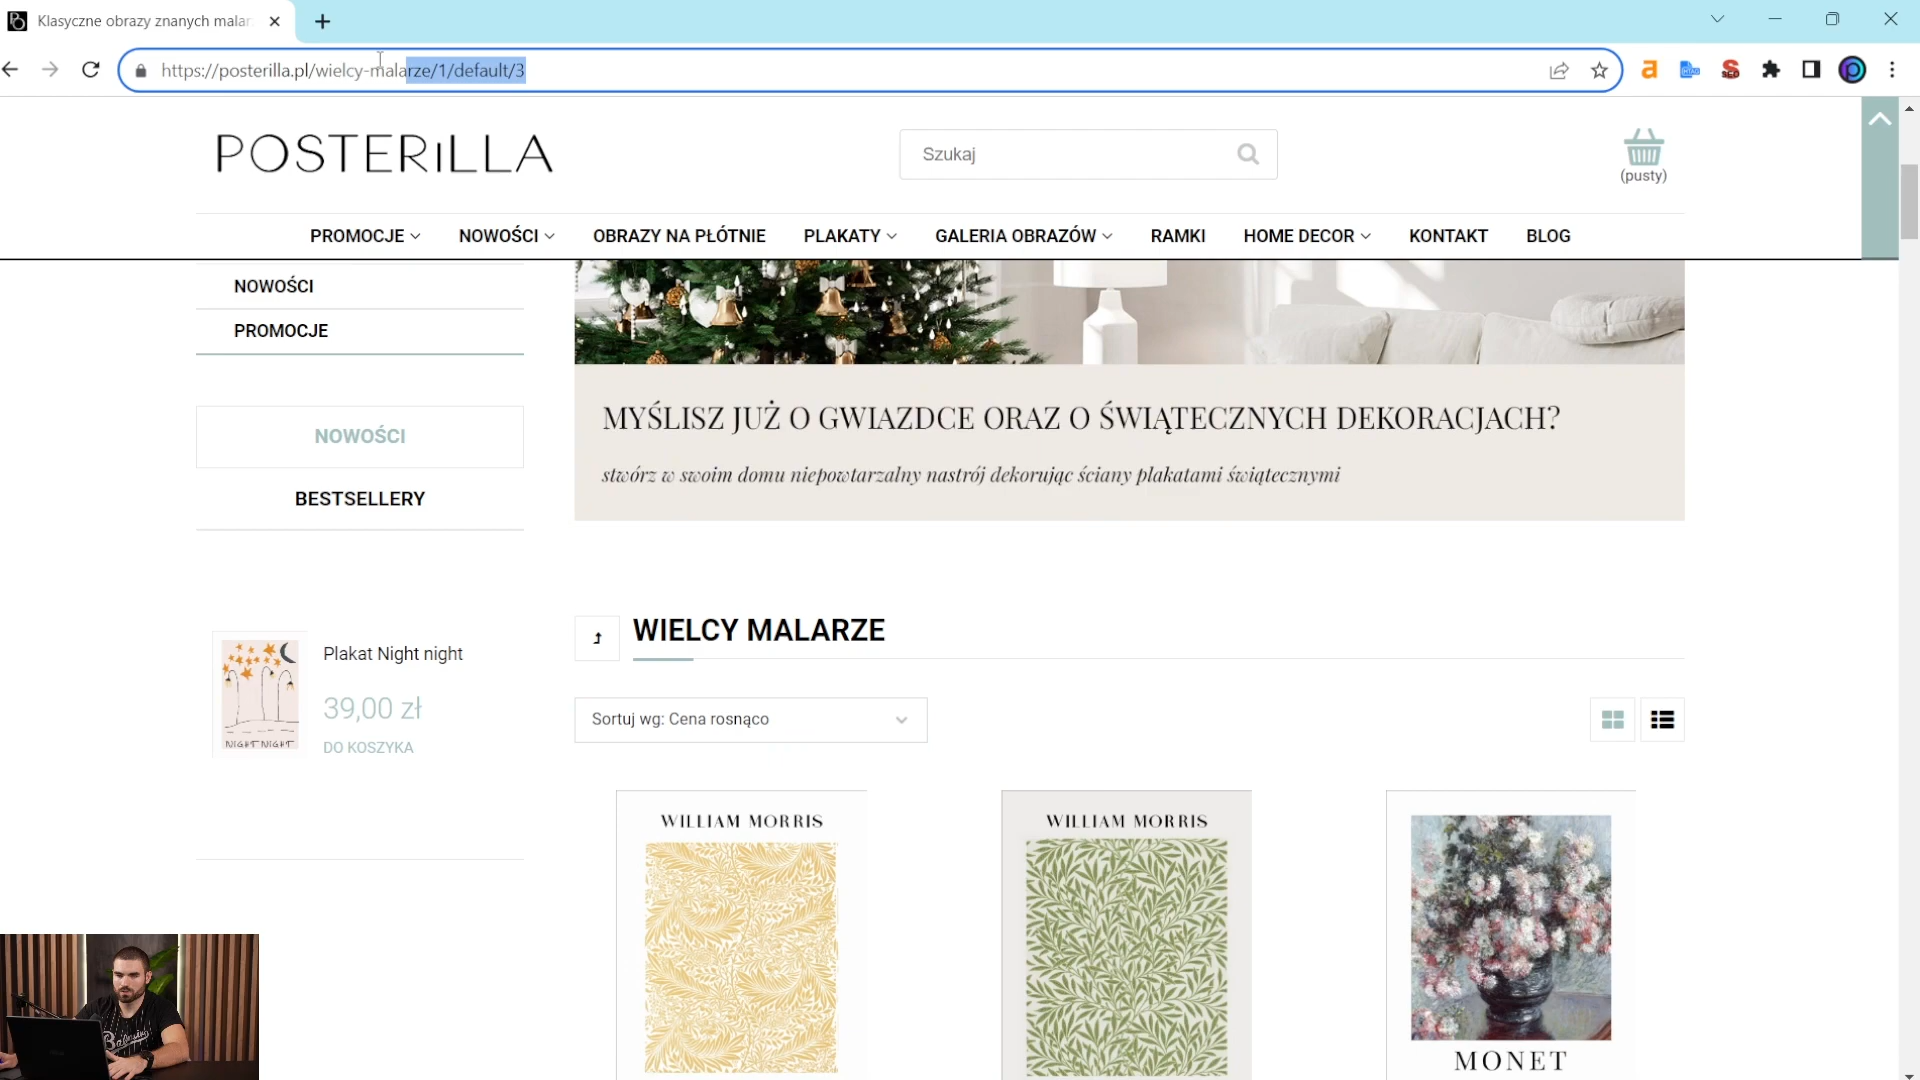 Klasyczne obrazy znanych malar
https://posterilla.pl/wielcy-malarze/1/default/3
POSTERiLLA
Szukaj
(pusty)
PROMOCJE
NOWOŚCI
OBRAZY NA PŁÓTNIE
PLAKATY
GALERIA OBRAZÓW
RAMKI
HOME DECOR
KONTAKT
BLOG
NOWOŚCI
PROMOCJE
MYŚLISZ JUŻ O GWIAZDCE ORAZ O ŚWIĄTECZNYCH DEKORACJACH?
stwórz w swoim domu niepowtarzalny nastrój dekorując ściany plakatami świątecznymi
NOWOŚCI
BESTSELLERY
NIGHT NIGHT
Plakat Night night
39,00 zł
DO KOSZYKA
WIELCY MALARZE
Sortuj wg: Cena rosnąco
WILLIAM MORRIS
WILLIAM MORRIS
MONET